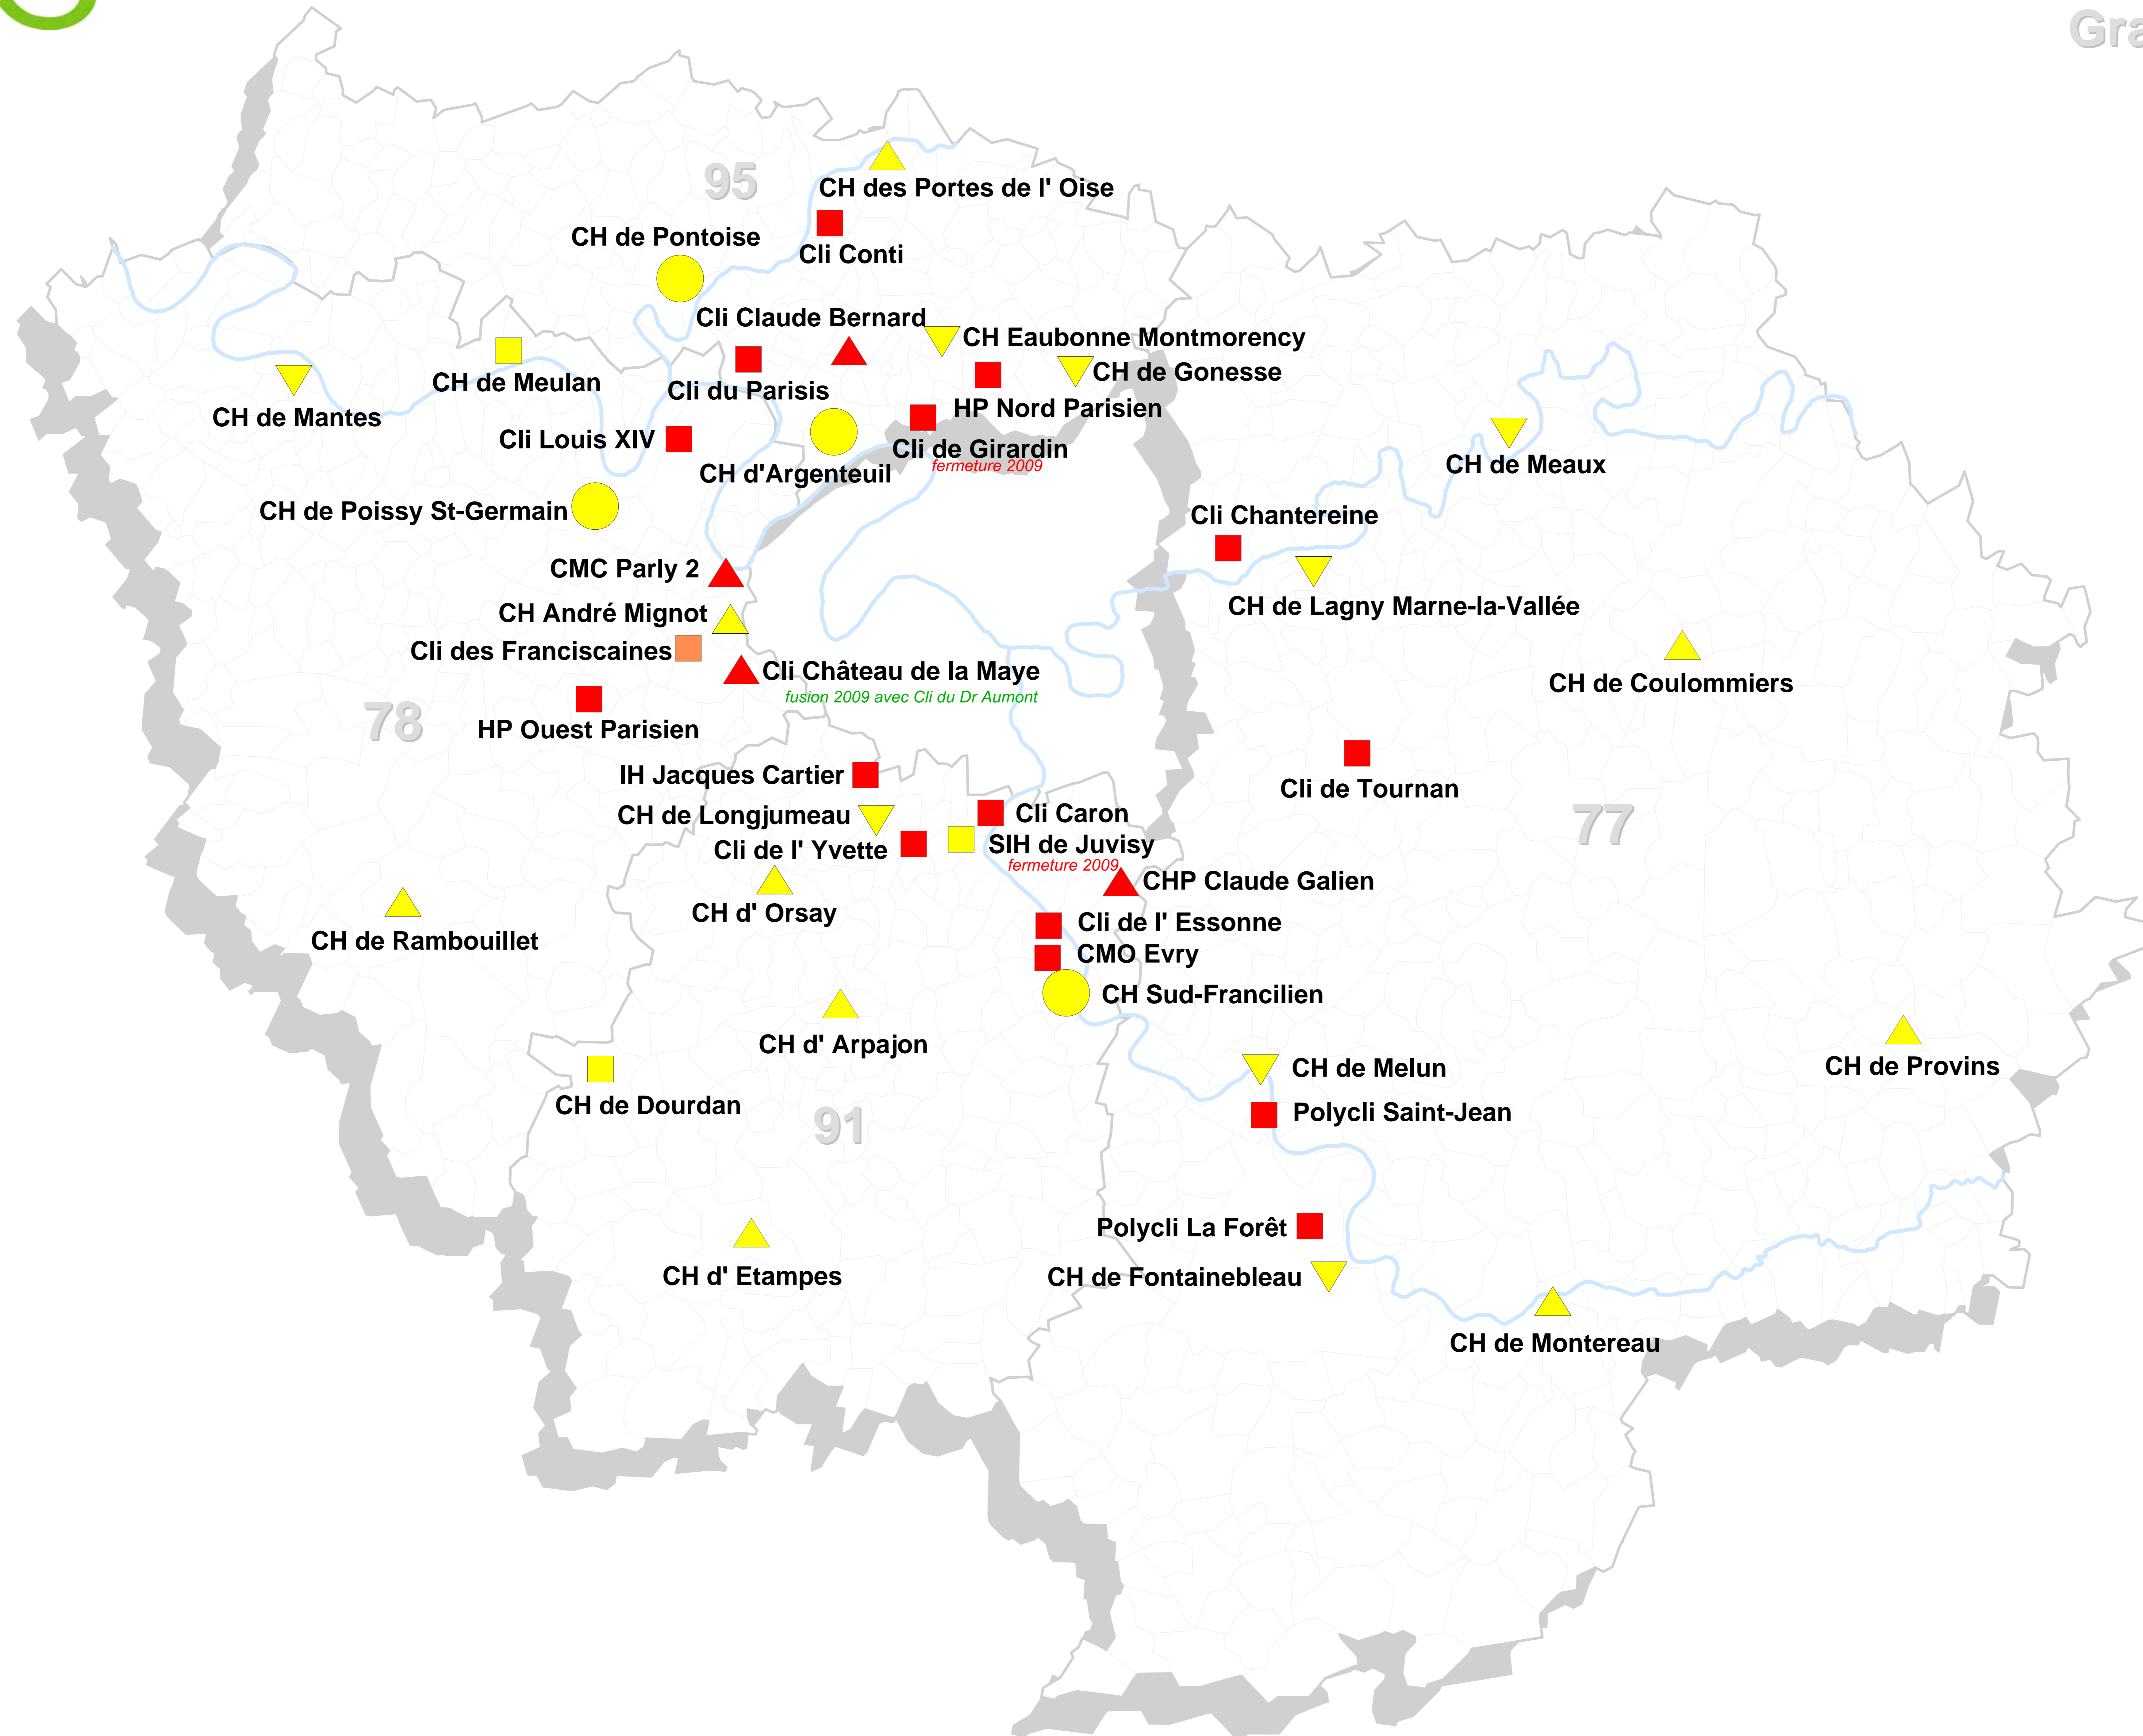 Gra
95
CH des Portes de l' Oise
CH de Pontoise
Cli Conti
Cli Claude Bernard
CH Eaubonne Montmorency
CH de Gonesse
CH de Meulan
Cli du Parisis
HP Nord Parisien
CH de Mantes
Cli Louis XIV
Cli de Girardin
fermeture 2009
CH d'Argenteuil
CH de Meaux
CH de Poissy St-Germain
Cli Chantereine
CMC Parly 2
CH de Lagny Marne-la-Vallée
CH André Mignot
Cli des Franciscaines
Cli Château de la Maye
fusion 2009 avec Cli du Dr Aumont
CH de Coulommiers
78
HP Ouest Parisien
IH Jacques Cartier
Cli de Tournan
CH de Longjumeau
Cli Caron
77
Cli de l' Yvette
SIH de Juvisy
fermeture 2009
CHP Claude Galien
CH d' Orsay
Cli de l' Essonne
CH de Rambouillet
CMO Evry
CH Sud-Francilien
CH d' Arpajon
CH de Melun
CH de Provins
CH de Dourdan
Polycli Saint-Jean
91
Polycli La Forêt
CH d' Etampes
CH de Fontainebleau
CH de Montereau